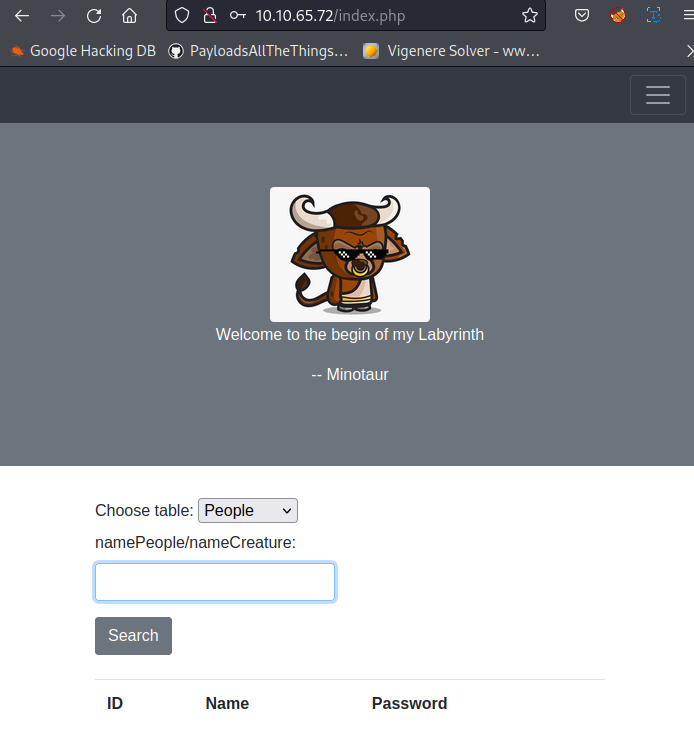 10.10.65.72/index.php
Google Hacking DB PayloadsAllTheThings… Vigenere Solver - ww…
Welcome to the begin of my Labyrinth
-- Minotaur
Choose table: People
namePeople/nameCreature:
Search
ID Name Password